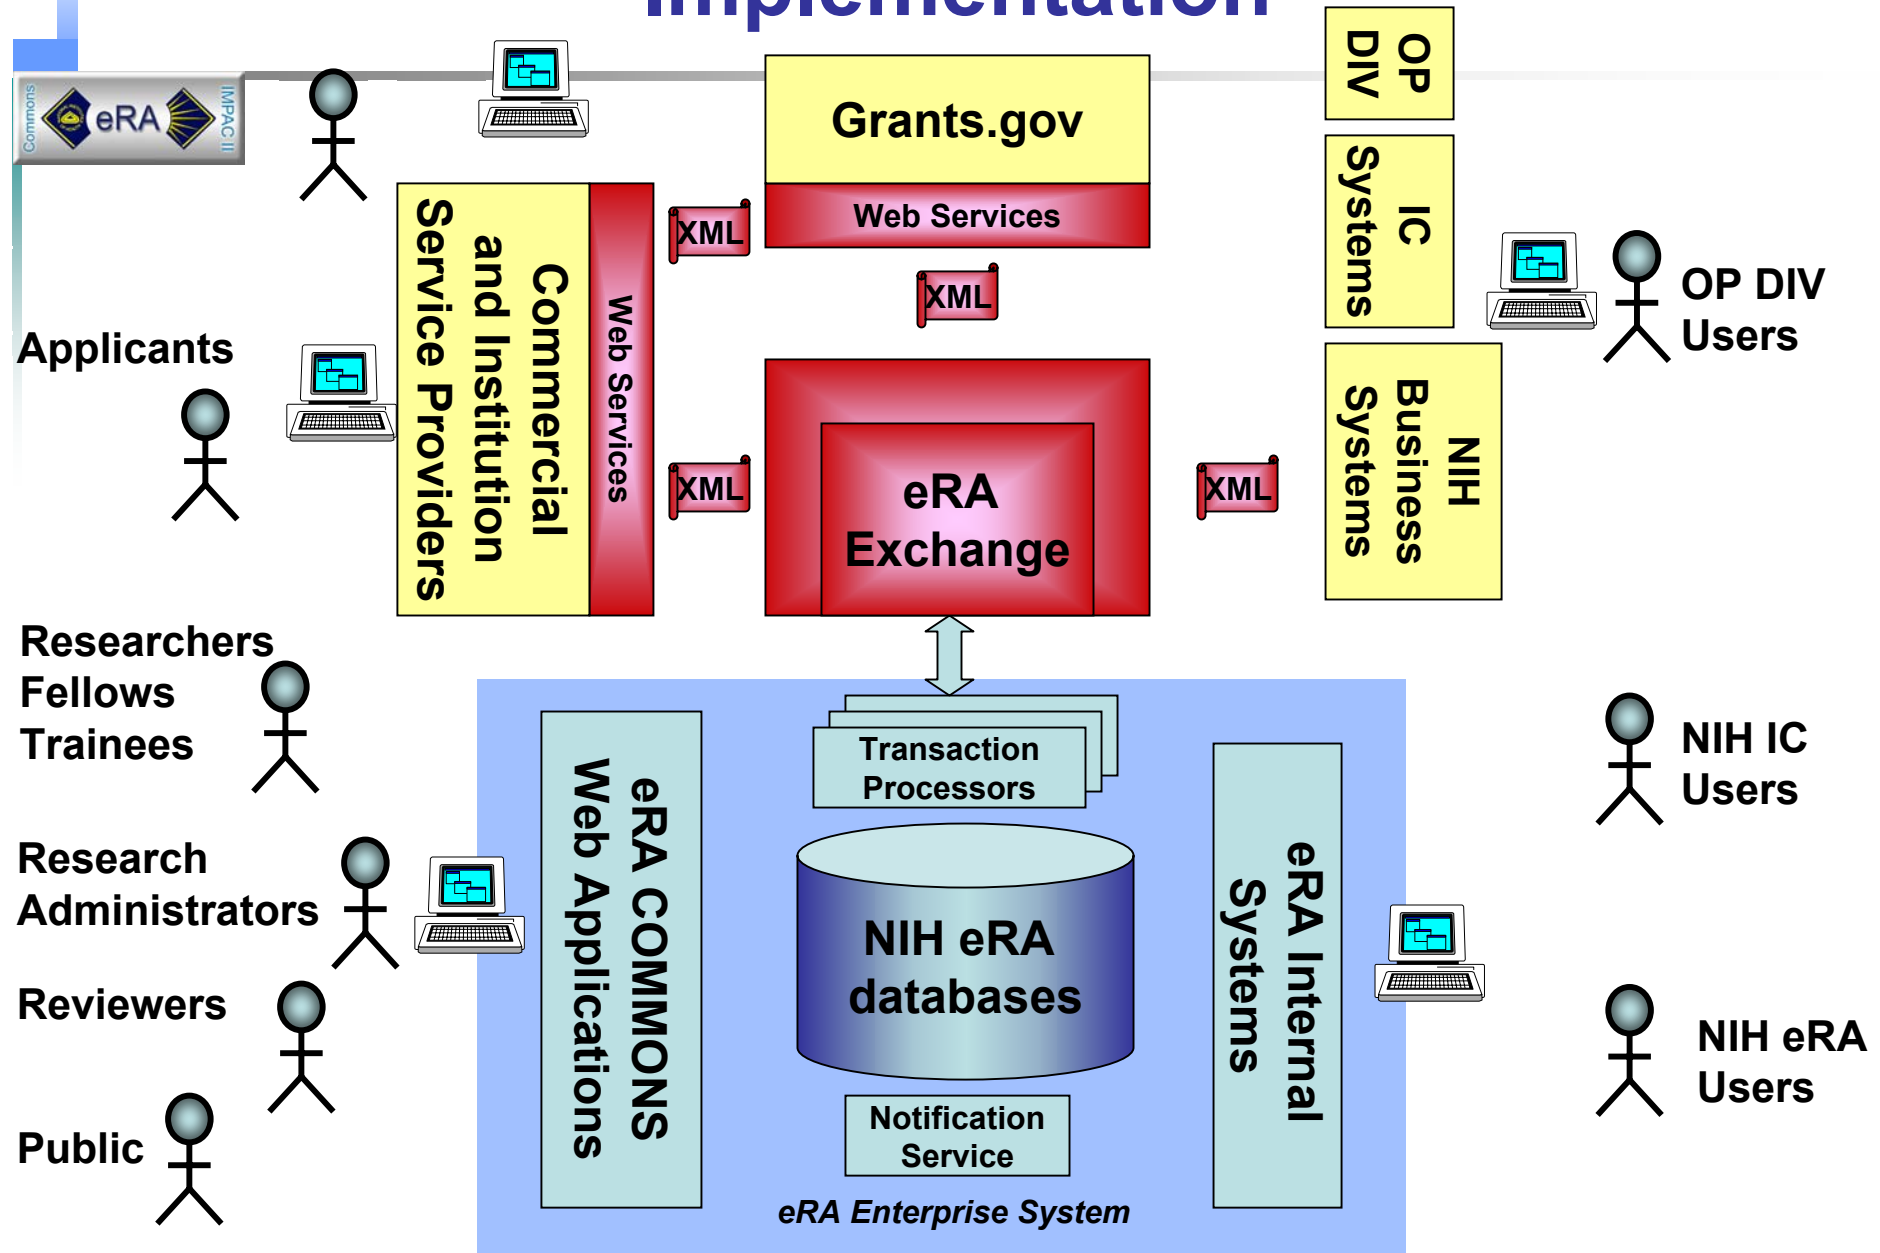 Implementation
Commons
eRA
IMPAC II
Grants.gov
Web Services
OP
DIV
IC
Systems
NIH
Business
Systems
OP DIV
Users
XML
XML
XML
XML
Commercial
and Institution
Service Providers
Web Services
Applicants
eRA
Exchange
Researchers
Fellows
Trainees
Research
Administrators
Reviewers
Public
eRA COMMONS
Web Applications
Transaction
Processors
NIH eRA
databases
Notification
Service
eRA Enterprise System
eRA Internal
Systems
NIH IC
Users
NIH eRA
Users